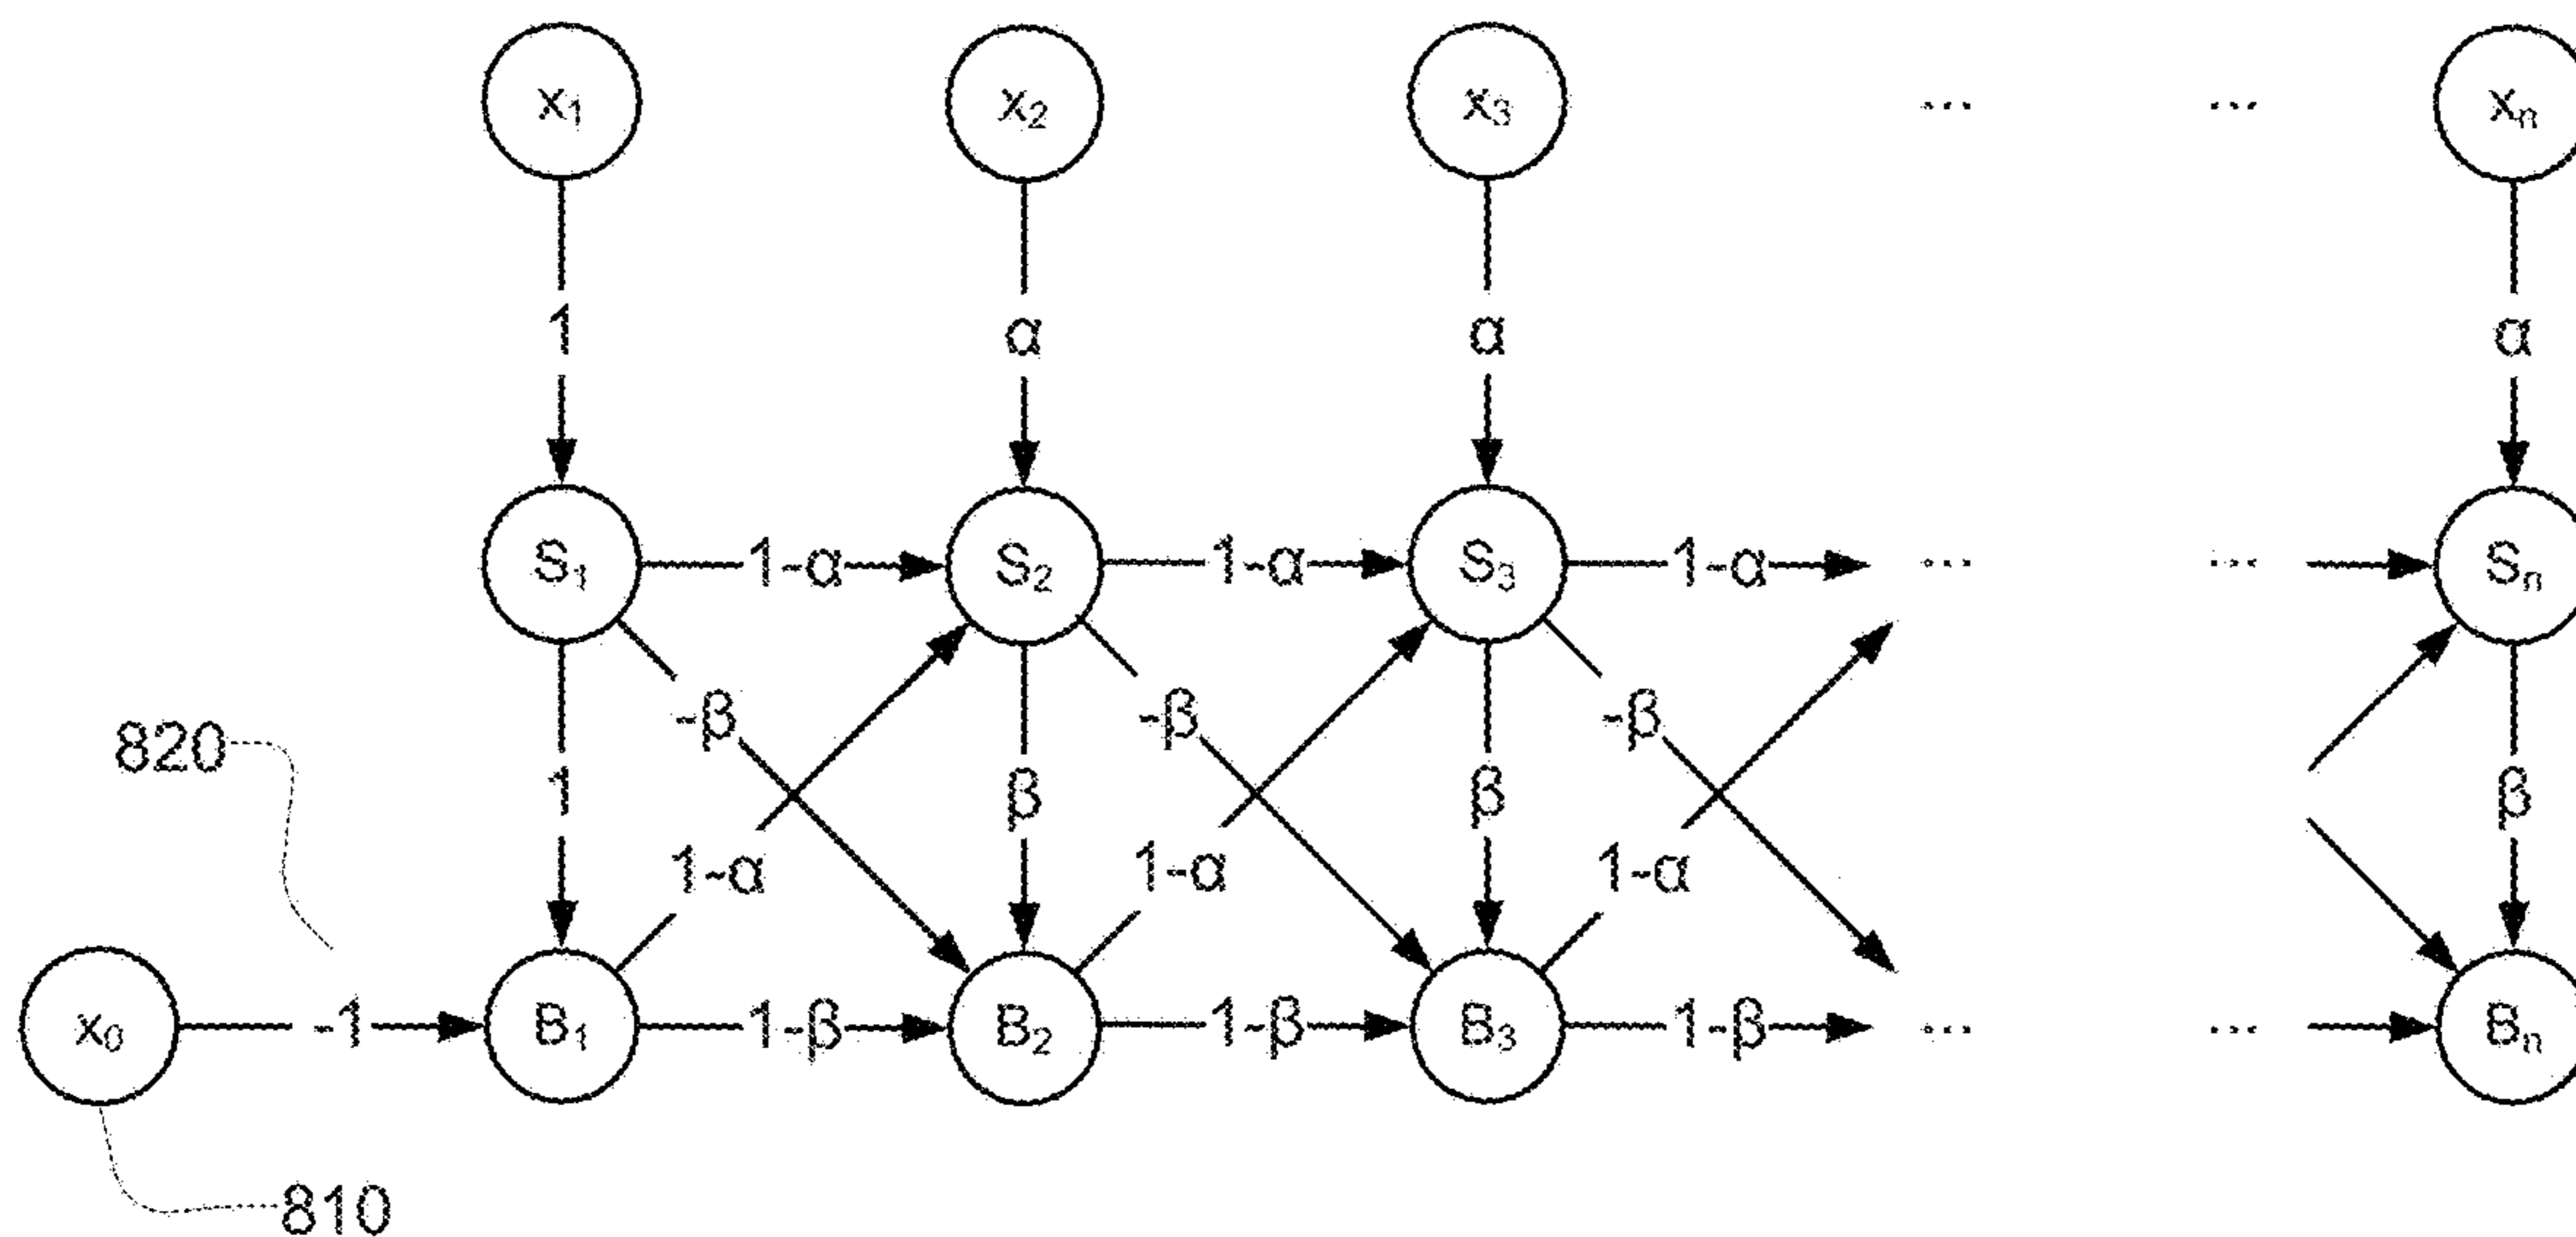 x₁ x₂ x₃ ... ... xₙ
1 α α α
S₁ 1-α S₂ 1-α S₃ 1-α ... ... Sₙ
-β -β -β
820
1 β β β
1-α 1-α 1-α
x₀ -1 B₁ 1-β B₂ 1-β B₃ 1-β ... ... Bₙ
810